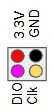 3.3V
GND
DIO
Clk